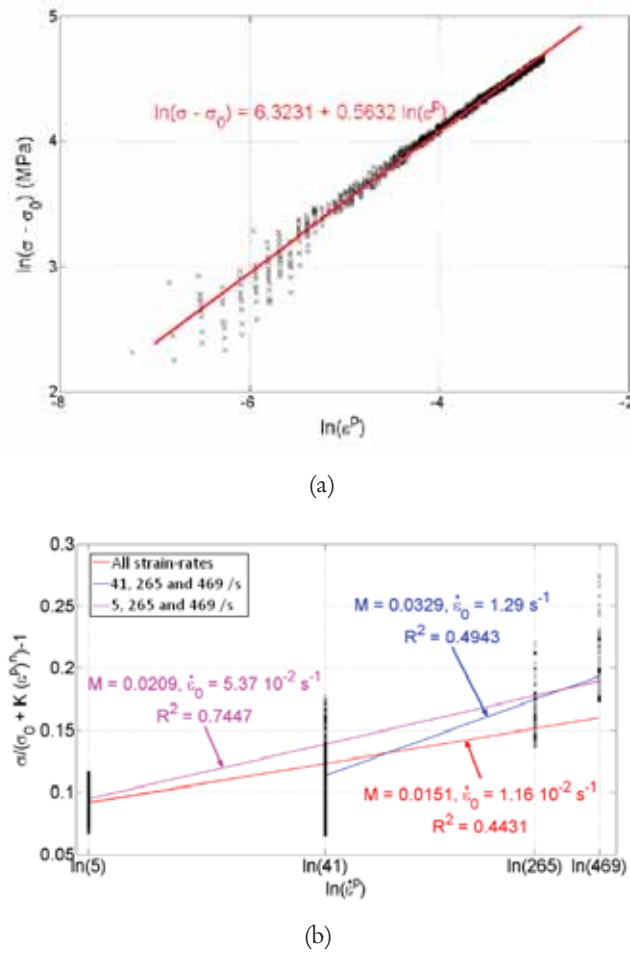 5
4
3
2
ln(σ - σ₀) (MPa)
ln(σ - σ₀) = 6.3231 + 0.5632 ln(εᵖ)
-8
-6
-4
-2
ln(εᵖ)
(a)
0.3
0.25
0.2
0.15
0.1
0.05
σ/(σ₀ + K (εᵖ)ⁿ)-1
All strain-rates
41, 265 and 469 /s
5, 265 and 469 /s
M = 0.0329, ε̇₀ = 1.29 s⁻¹
R² = 0.4943
M = 0.0209, ε̇₀ = 5.37 10⁻² s⁻¹
R² = 0.7447
M = 0.0151, ε̇₀ = 1.16 10⁻² s⁻¹
R² = 0.4431
ln(5)
ln(41)
ln(265)
ln(469)
ln(ε̇ᵖ)
(b)